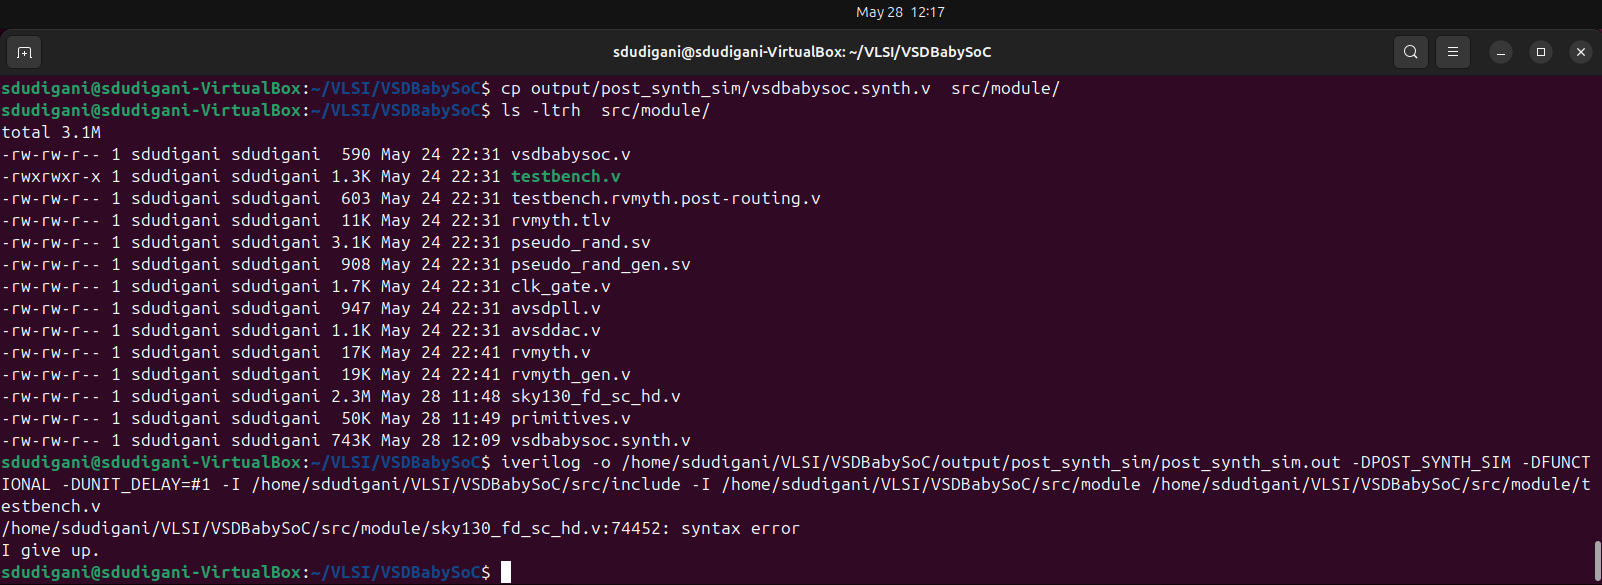 May 28 12:17
sdudigani@sdudigani-VirtualBox: ~/VLSI/VSDBabySoC
sdudigani@sdudigani-VirtualBox:~/VLSI/VSDBabySoC$ cp output/post_synth_sim/vsdbabysoc.synth.v  src/module/
sdudigani@sdudigani-VirtualBox:~/VLSI/VSDBabySoC$ ls -ltrh  src/module/
total 3.1M
-rw-rw-r-- 1 sdudigani sdudigani  590 May 24 22:31 vsdbabysoc.v
-rwxrwxr-x 1 sdudigani sdudigani 1.3K May 24 22:31 testbench.v
-rw-rw-r-- 1 sdudigani sdudigani  603 May 24 22:31 testbench.rvmyth.post-routing.v
-rw-rw-r-- 1 sdudigani sdudigani  11K May 24 22:31 rvmyth.tlv
-rw-rw-r-- 1 sdudigani sdudigani 3.1K May 24 22:31 pseudo_rand.sv
-rw-rw-r-- 1 sdudigani sdudigani  908 May 24 22:31 pseudo_rand_gen.sv
-rw-rw-r-- 1 sdudigani sdudigani 1.7K May 24 22:31 clk_gate.v
-rw-rw-r-- 1 sdudigani sdudigani  947 May 24 22:31 avsdpll.v
-rw-rw-r-- 1 sdudigani sdudigani 1.1K May 24 22:31 avsddac.v
-rw-rw-r-- 1 sdudigani sdudigani  17K May 24 22:41 rvmyth.v
-rw-rw-r-- 1 sdudigani sdudigani  19K May 24 22:41 rvmyth_gen.v
-rw-rw-r-- 1 sdudigani sdudigani 2.3M May 28 11:48 sky130_fd_sc_hd.v
-rw-rw-r-- 1 sdudigani sdudigani  50K May 28 11:49 primitives.v
-rw-rw-r-- 1 sdudigani sdudigani 743K May 28 12:09 vsdbabysoc.synth.v
sdudigani@sdudigani-VirtualBox:~/VLSI/VSDBabySoC$ iverilog -o /home/sdudigani/VLSI/VSDBabySoC/output/post_synth_sim/post_synth_sim.out -DPOST_SYNTH_SIM -DFUNCT
IONAL -DUNIT_DELAY=#1 -I /home/sdudigani/VLSI/VSDBabySoC/src/include -I /home/sdudigani/VLSI/VSDBabySoC/src/module /home/sdudigani/VLSI/VSDBabySoC/src/module/t
estbench.v
/home/sdudigani/VLSI/VSDBabySoC/src/module/sky130_fd_sc_hd.v:74452: syntax error
I give up.
sdudigani@sdudigani-VirtualBox:~/VLSI/VSDBabySoC$